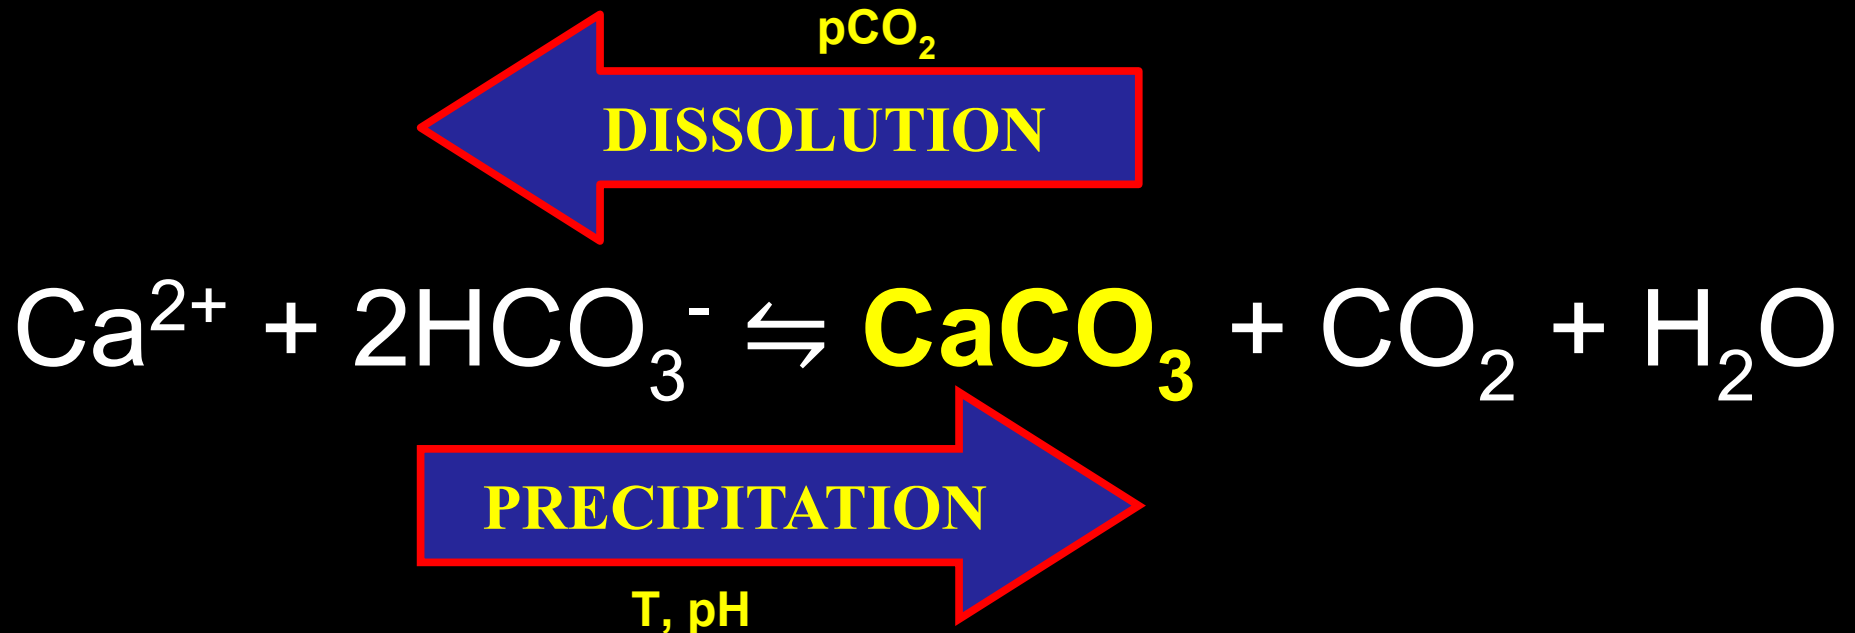 pCO₂
DISSOLUTION
Ca²⁺ + 2HCO₃⁻ ⇋ CaCO₃ + CO₂ + H₂O
PRECIPITATION
T, pH